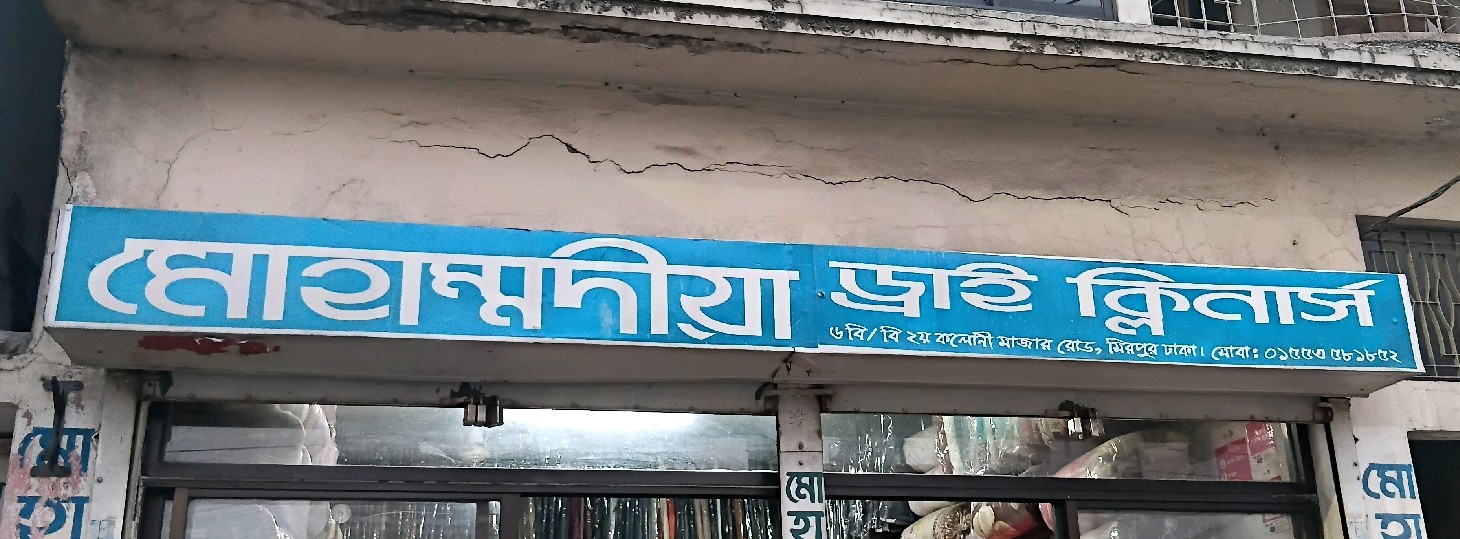 মোহাম্মদীয়া ড্রাই ক্লিনার্স
৬বি/বি ২য় কলোনী মাজার রোড, মিরপুর ঢাকা। মোবা: ০১৫৫৩ ৫৮১৮৫২
মো
হা
মো
হা
মো
হা